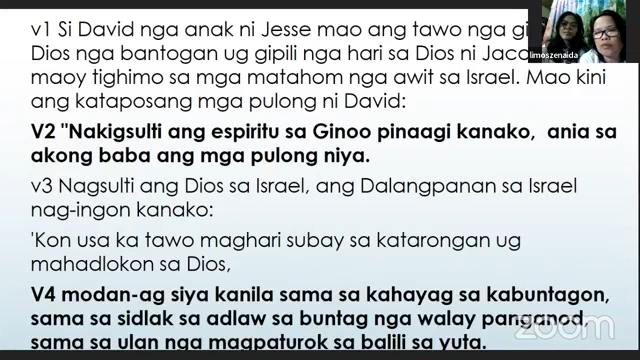 v1 Si David nga anak ni Jesse mao ang tawo nga
Dios nga bantogan ug gipili nga hari sa Dios ni
maoy tighimo sa mga matahom nga awit sa Israel. Mao kini
ang kataposang mga pulong ni David:
V2 "Nakigsulti ang espiritu sa Ginoo pinaagi kanako, ania sa
akong baba ang mga pulong niya.
v3 Nagsulti ang Dios sa Israel, ang Dalangpanan sa Israel
nag-ingon kanako:
'Kon usa ka tawo maghari subay sa katarongan ug
mahadlokon sa Dios,
V4 modan-ag siya kanila sama sa kahayag sa kabuntagon,
sama sa sidlak sa adlaw sa buntag nga walay panganod,
sama sa ulan nga magpaturok sa balili sa yuta.
limoszenaida
zoom